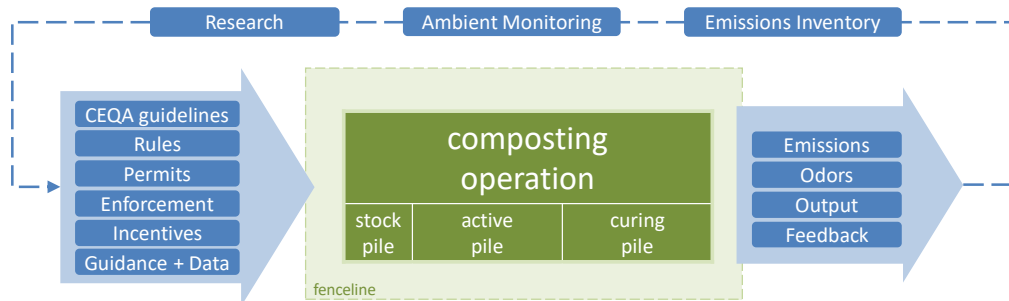 Research
Ambient Monitoring
Emissions Inventory
CEQA guidelines
Rules
Permits
Enforcement
Incentives
Guidance + Data
composting
operation
stock
pile
active
pile
curing
pile
fenceline
Emissions
Odors
Output
Feedback